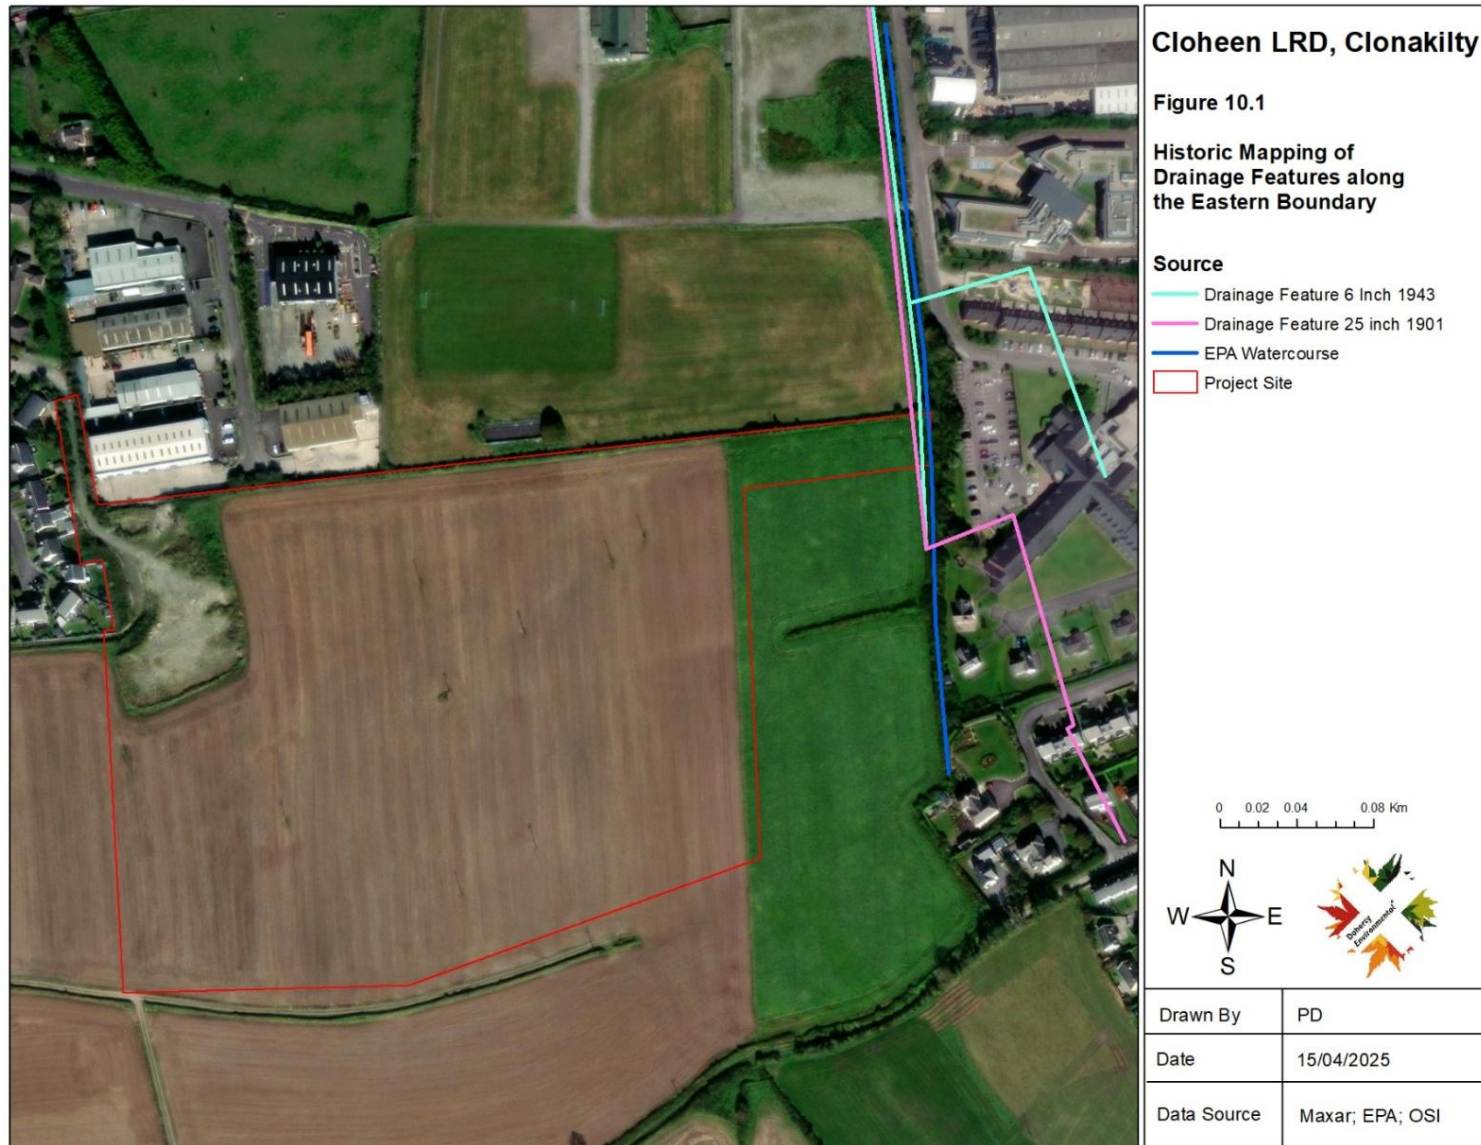 Cloheen LRD, Clonakilty
Figure 10.1
Historic Mapping of
Drainage Features along
the Eastern Boundary
Source
Drainage Feature 6 Inch 1943
Drainage Feature 25 inch 1901
EPA Watercourse
Project Site
0 0.02 0.04 0.08 Km
N
W E
S
Doherty
Environmental
Drawn By PD
Date 15/04/2025
Data Source Maxar; EPA; OSI